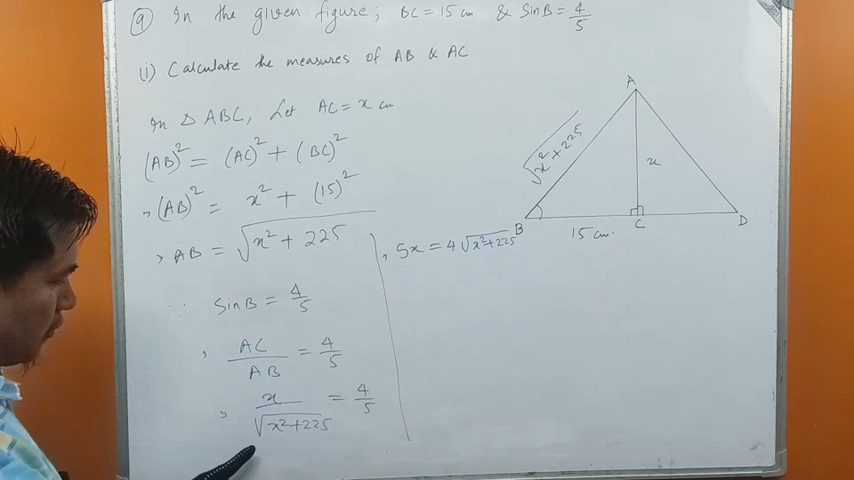 9 In the given figure; BC = 15 cm & SinB = 4/5
(i) Calculate the measures of AB & AC
In △ ABC, Let AC = x cm.
(AB)² = (AC)² + (BC)²
, (AB)² = x² + (15)²
, AB = √x² + 225
∵ SinB = 4/5
, AC/AB = 4/5
, x/√x²+225 = 4/5
, 5x = 4√x²+225
A
√x² + 225
x
B
15 cm.
C
D